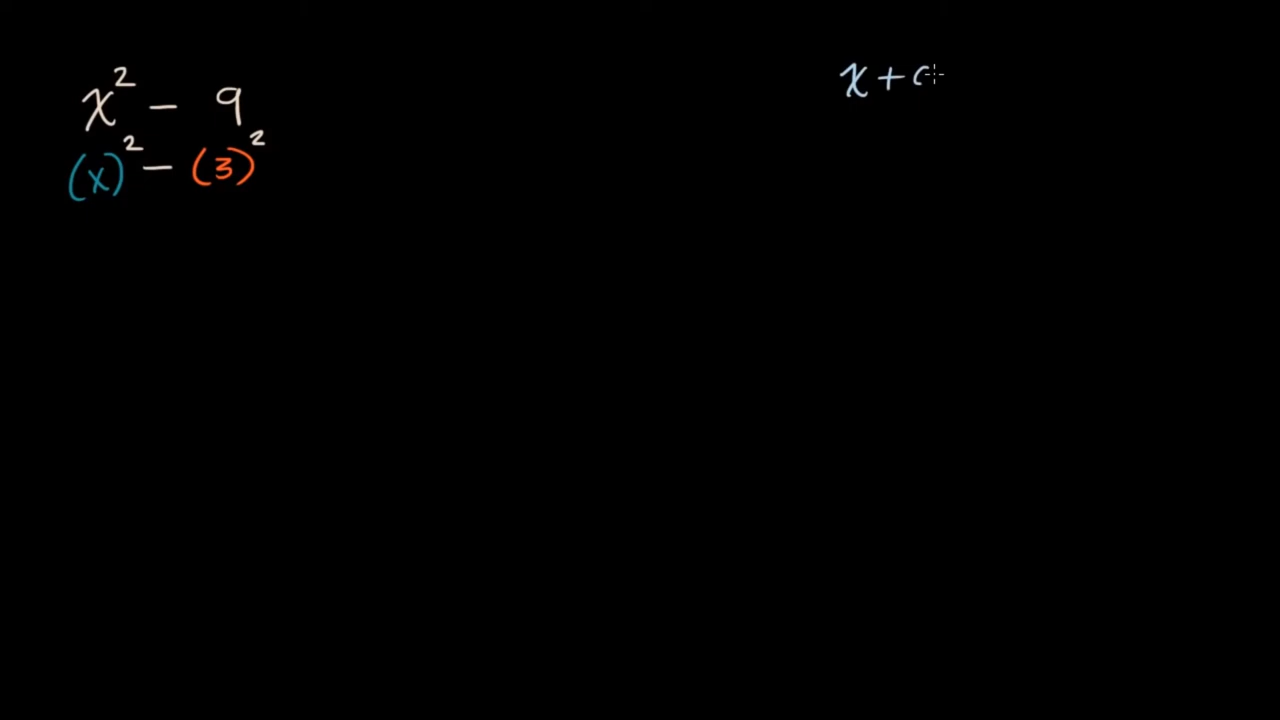 x² - 9
(x)² - (3)²
x +